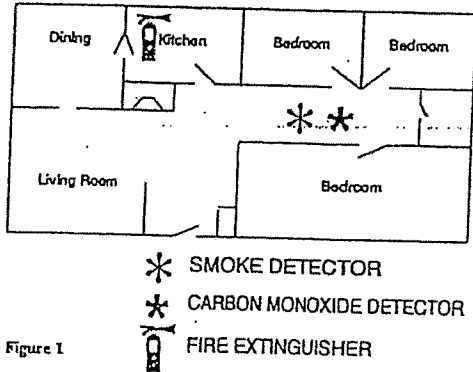 Dining
Kitchen
Bedroom
Bedroom
Living Room
Bedroom
SMOKE DETECTOR
CARBON MONOXIDE DETECTOR
Figure 1
FIRE EXTINGUISHER